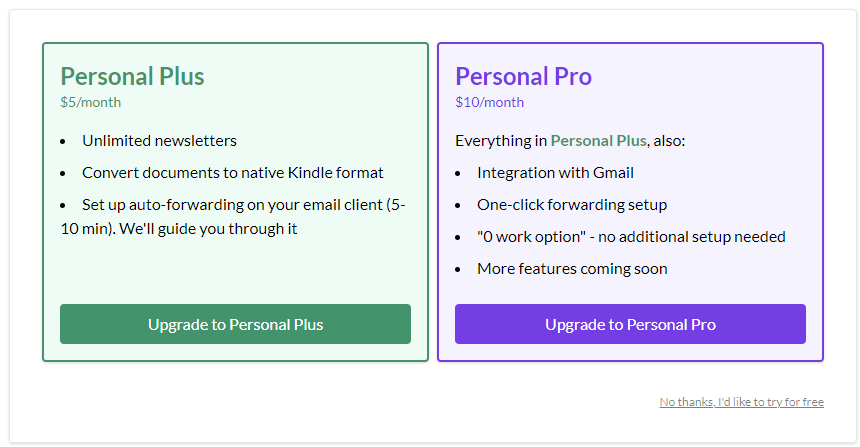 Personal Plus
$5/month
• Unlimited newsletters
• Convert documents to native Kindle format
• Set up auto-forwarding on your email client (5-
10 min). We'll guide you through it
Upgrade to Personal Plus
Personal Pro
$10/month
Everything in Personal Plus, also:
• Integration with Gmail
• One-click forwarding setup
• "0 work option" - no additional setup needed
• More features coming soon
Upgrade to Personal Pro
No thanks, I'd like to try for free